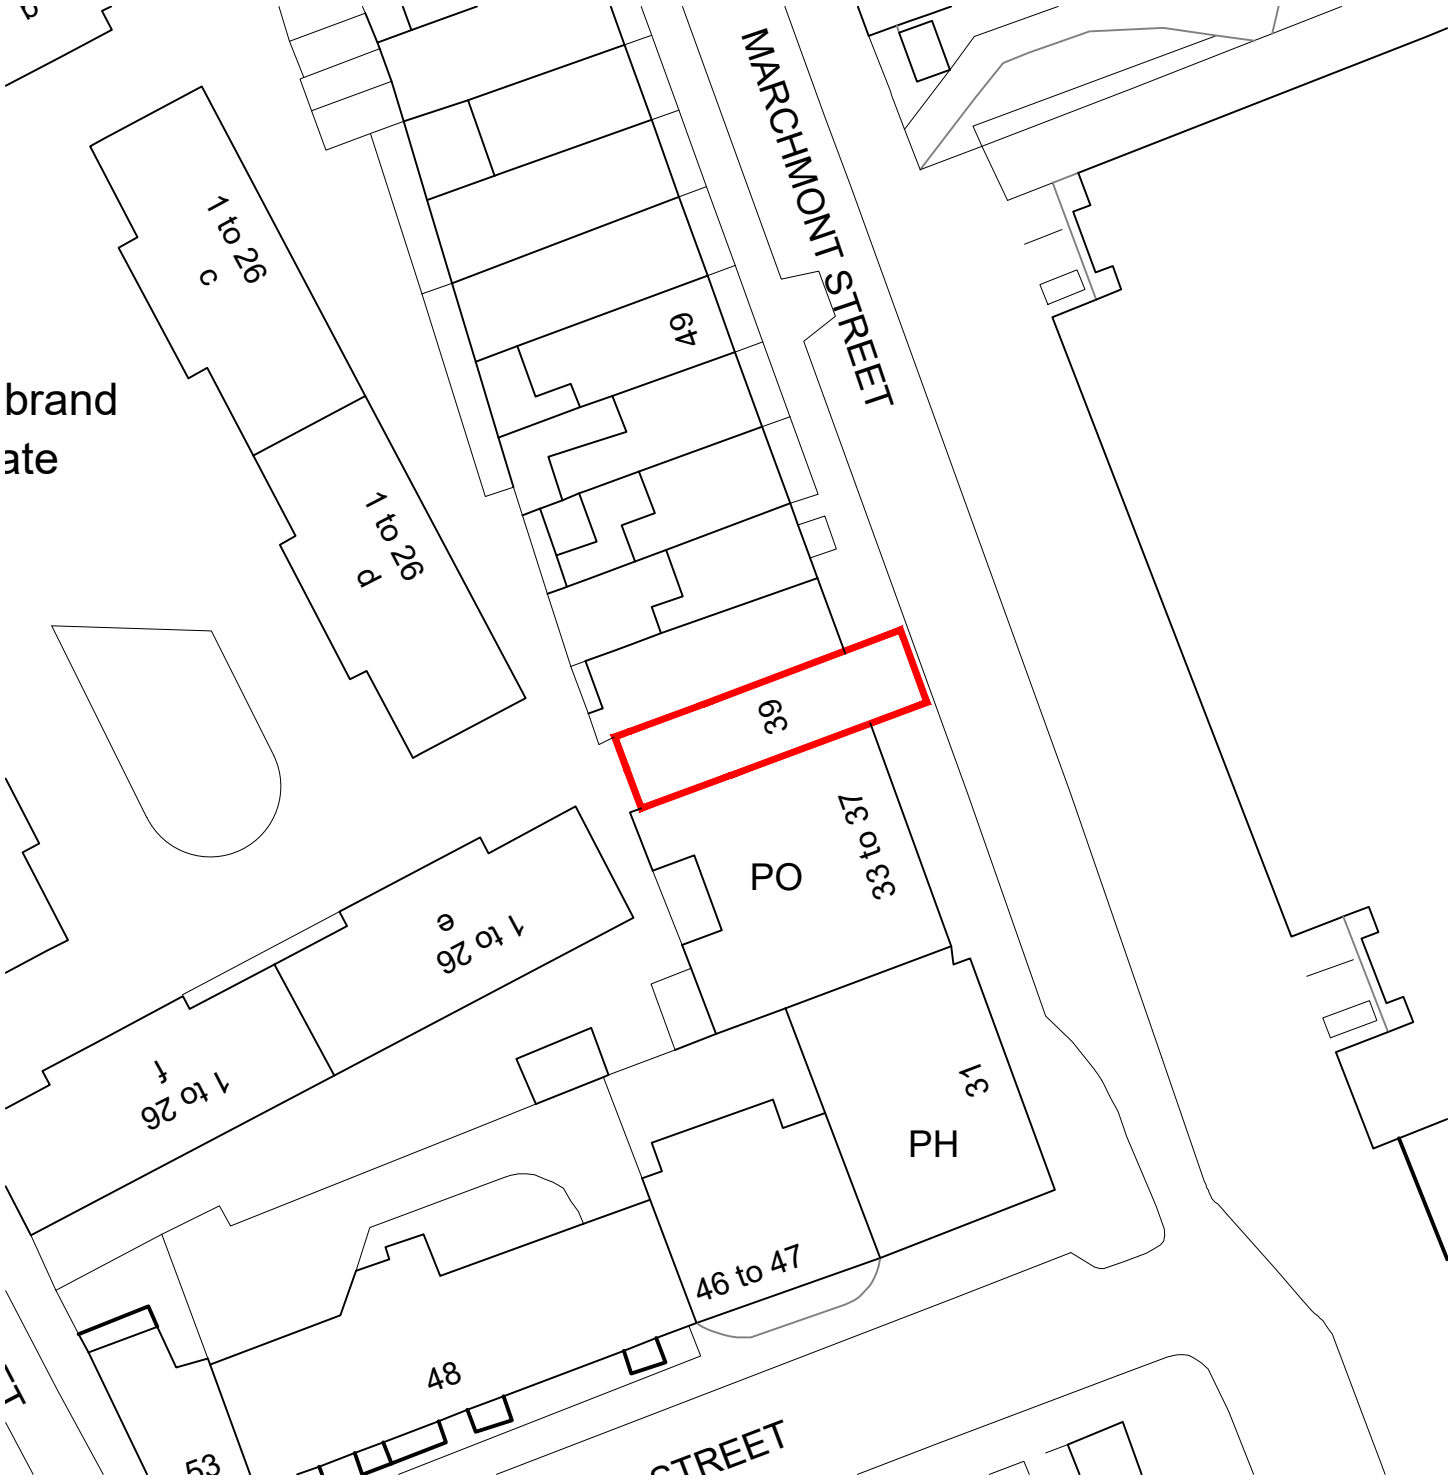 MARCHMONT STREET
1 to 26
c
49
brand
ate
1 to 26
d
39
33 to 37
PO
1 to 26
e
1 to 26
f
31
PH
46 to 47
48
53
STREET